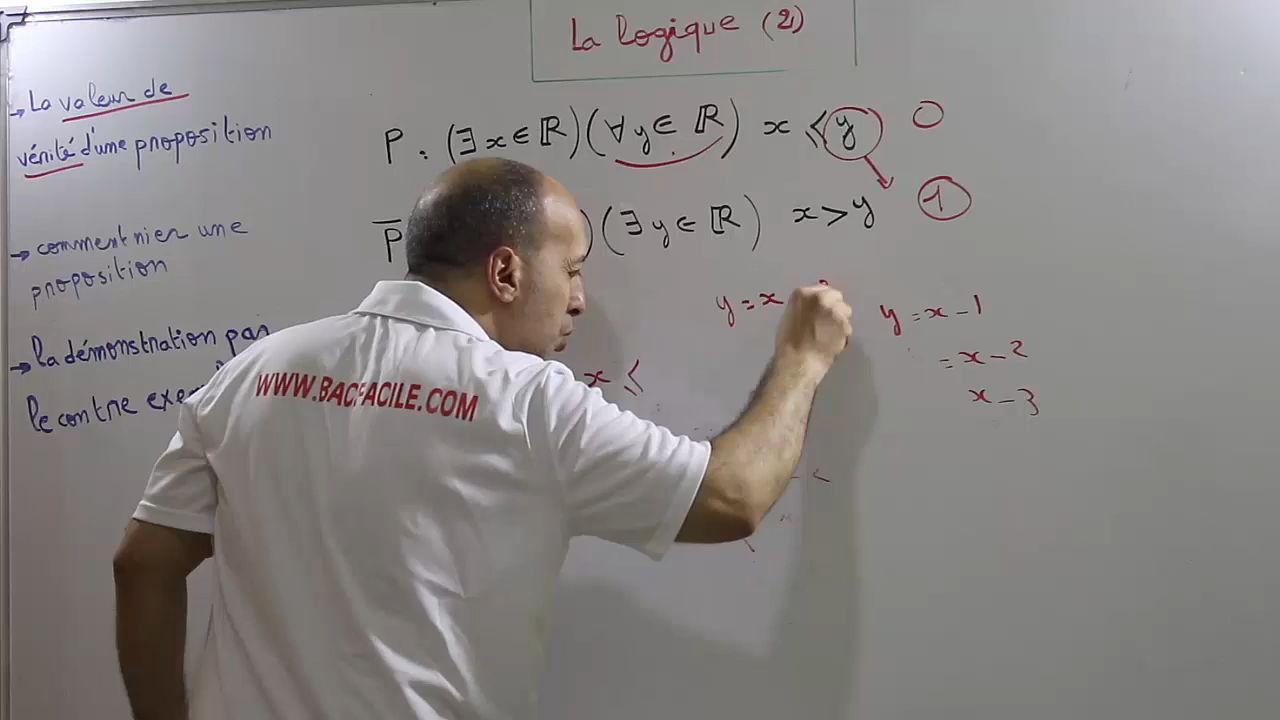 La logique (2)
→ La valeur de
vérité d'une proposition
→ comment nier une
proposition
→ la démonstration par
le contre exe
P : (∃ x ∈ ℝ) (∀ y ∈ ℝ) x ⩽ y 0
P̅ ) (∃ y ∈ ℝ) x > y 1
y = x
y = x - 1
= x - 2
x - 3
x ⩽
WWW.BACFACILE.COM